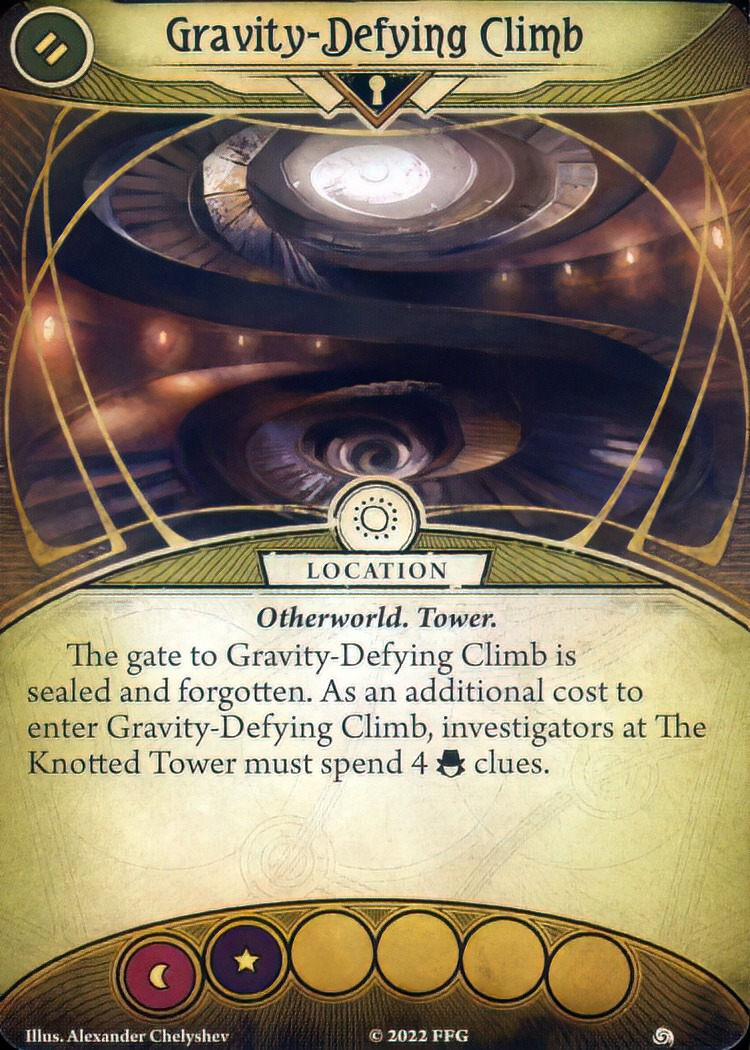 Gravity-Defying Climb
LOCATION
Otherworld. Tower.
The gate to Gravity-Defying Climb is
sealed and forgotten. As an additional cost to
enter Gravity-Defying Climb, investigators at The
Knotted Tower must spend 4 clues.
Illus. Alexander Chelyshev © 2022 FFG